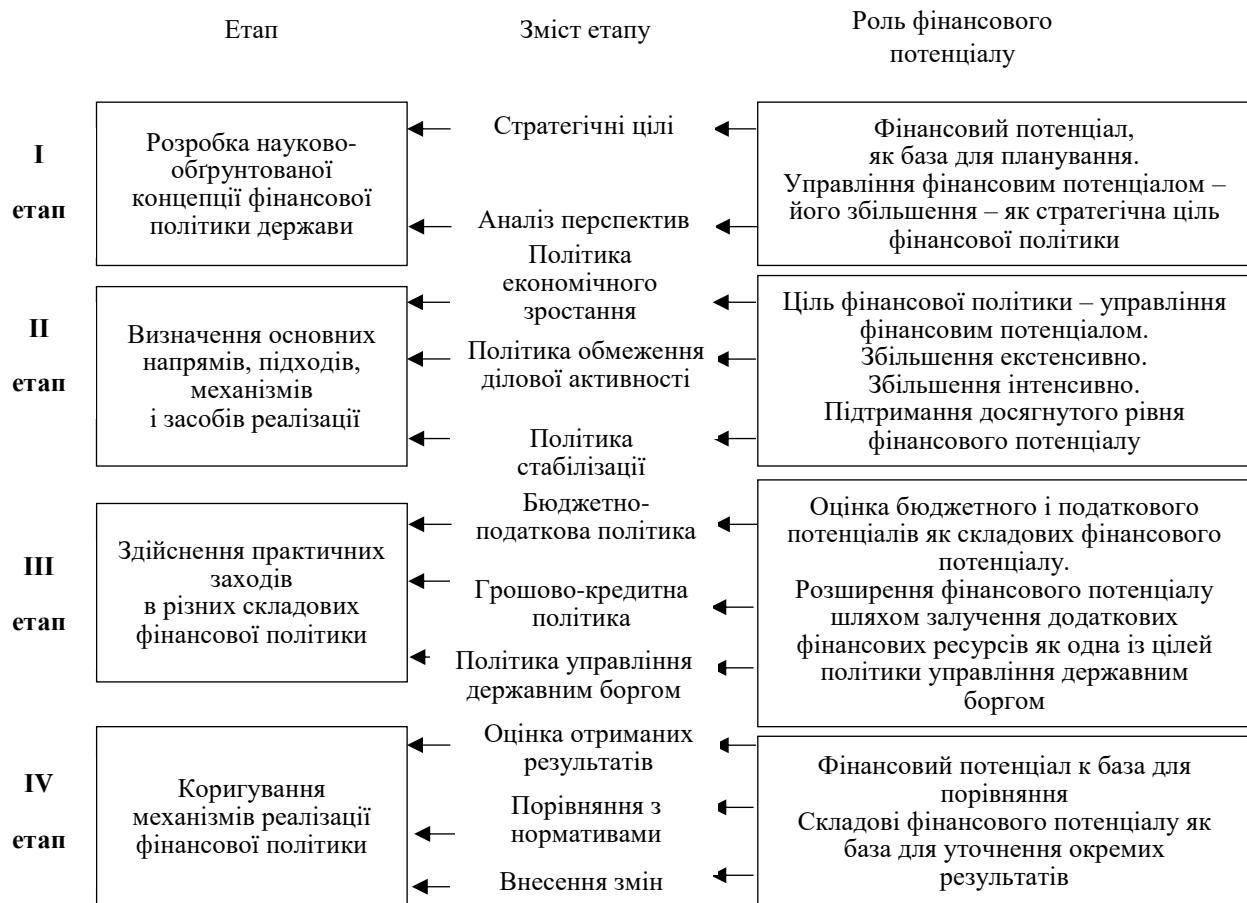 Етап
Зміст етапу
Роль фінансового
потенціалу
I
етап
Розробка науково-
обґрунтованої
концепції фінансової
політики держави
Стратегічні цілі
Аналіз перспектив
Фінансовий потенціал,
як база для планування.
Управління фінансовим потенціалом –
його збільшення – як стратегічна ціль
фінансової політики
II
етап
Визначення основних
напрямів, підходів,
механізмів
і засобів реалізації
Політика
економічного
зростання
Політика обмеження
ділової активності
Політика
стабілізації
Ціль фінансової політики – управління
фінансовим потенціалом.
Збільшення екстенсивно.
Збільшення інтенсивно.
Підтримання досягнутого рівня
фінансового потенціалу
III
етап
Здійснення практичних
заходів
в різних складових
фінансової політики
Бюджетно-
податкова політика
Грошово-кредитна
політика
Політика управління
державним боргом
Оцінка бюджетного і податкового
потенціалів як складових фінансового
потенціалу.
Розширення фінансового потенціалу
шляхом залучення додаткових
фінансових ресурсів як одна із цілей
політики управління державним
боргом
IV
етап
Коригування
механізмів реалізації
фінансової політики
Оцінка отриманих
результатів
Порівняння з
нормативами
Внесення змін
Фінансовий потенціал к база для
порівняння
Складові фінансового потенціалу як
база для уточнення окремих
результатів